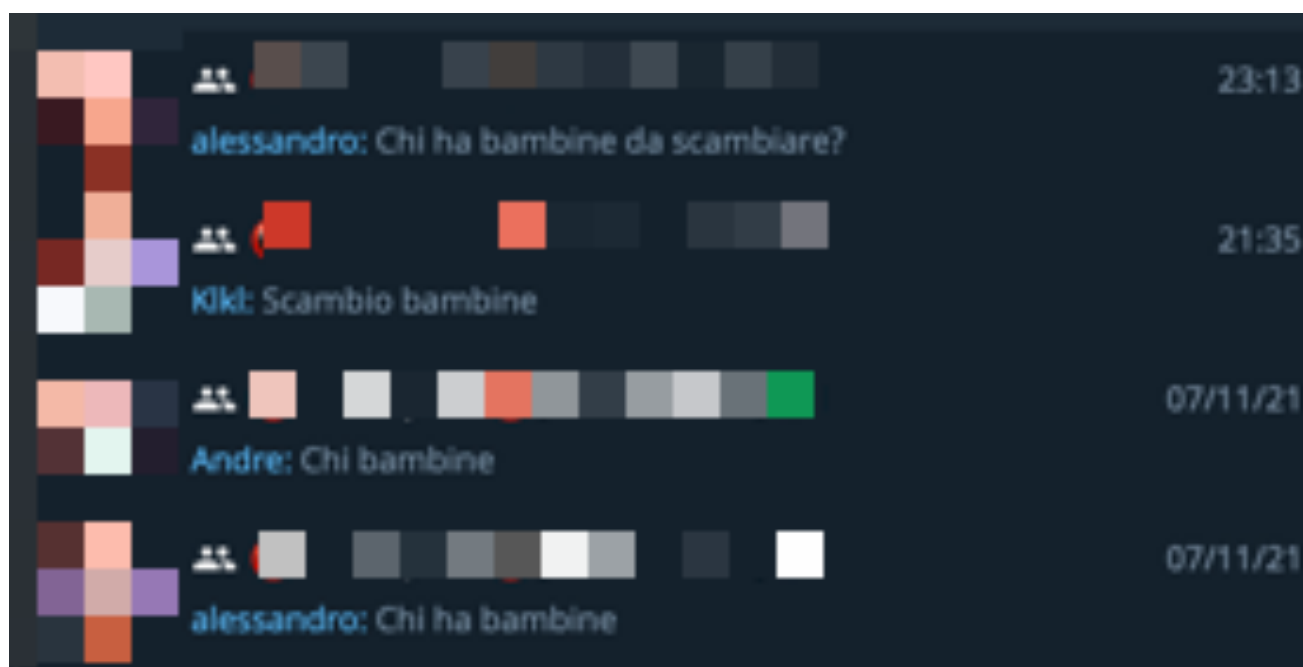 23:13
alessandro: Chi ha bambine da scambiare?
21:35
Klkl: Scambio bambine
07/11/21
Andre: Chi bambine
07/11/21
alessandro: Chi ha bambine